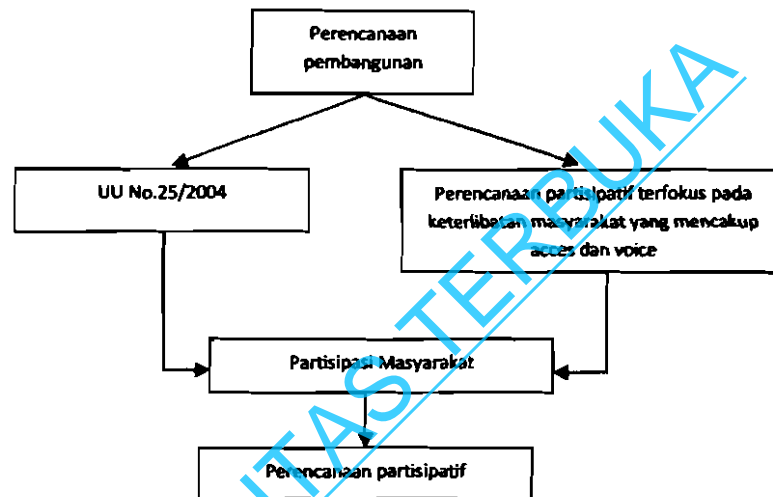 Perencanaan
pembangunan
UU No.25/2004
Perencanaan partisipatif terfokus pada
keterlibatan masyarakat yang mencakup
acces dan voice
Partisipasi Masyarakat
Perencanaan partisipatif
ITAS TERBUKA